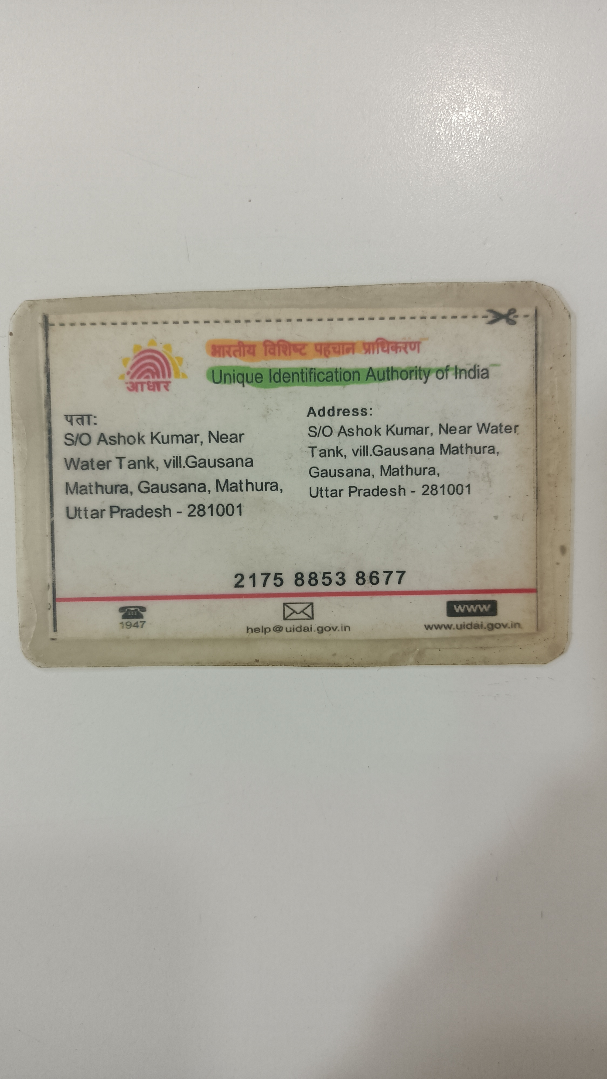 भारतीय विशिष्ट पहचान प्राधिकरण
Unique Identification Authority of India
आधार
पता:
S/O Ashok Kumar, Near
Water Tank, vill.Gausana
Mathura, Gausana, Mathura,
Uttar Pradesh - 281001
Address:
S/O Ashok Kumar, Near Water
Tank, vill.Gausana Mathura,
Gausana, Mathura,
Uttar Pradesh - 281001
2175 8853 8677
1947
help@uidai.gov.in
www
www.uidai.gov.in